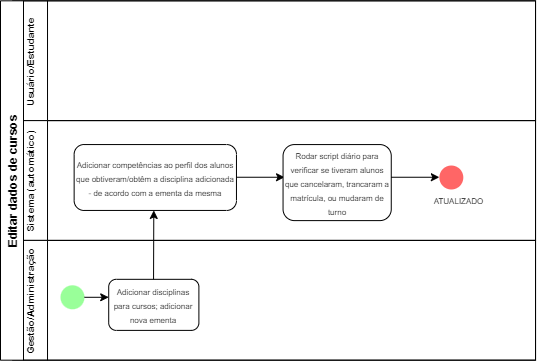 Editar dados de cursos
Usuário/Estudante
Sistema (automático)
Adicionar competências ao perfil dos alunos
que obtiveram/obtêm a disciplina adicionada
- de acordo com a ementa da mesma
Rodar script diário para
verificar se tiveram alunos
que cancelaram, trancaram a
matrícula, ou mudaram de
turno
ATUALIZADO
Gestão/Administração
Adicionar disciplinas
para cursos; adicionar
nova ementa